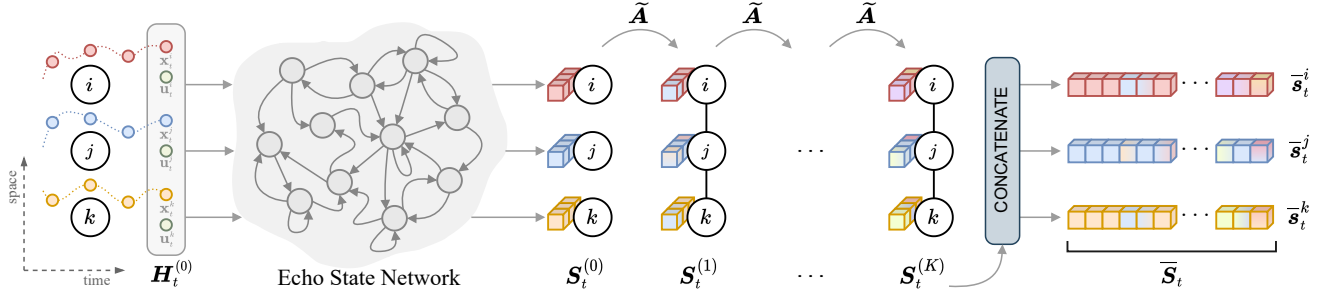 Ã Ã Ã
x_t^i
i
u_t^i
i i i
s̅_t^i
x_t^j
j
u_t^j
j j ... j
CONCATENATE
s̅_t^j
space
x_t^k
k
u_t^k
k k k
s̅_t^k
time
H_t^(0)
Echo State Network
S_t^(0) S_t^(1) ... S_t^(K)
S̅_t